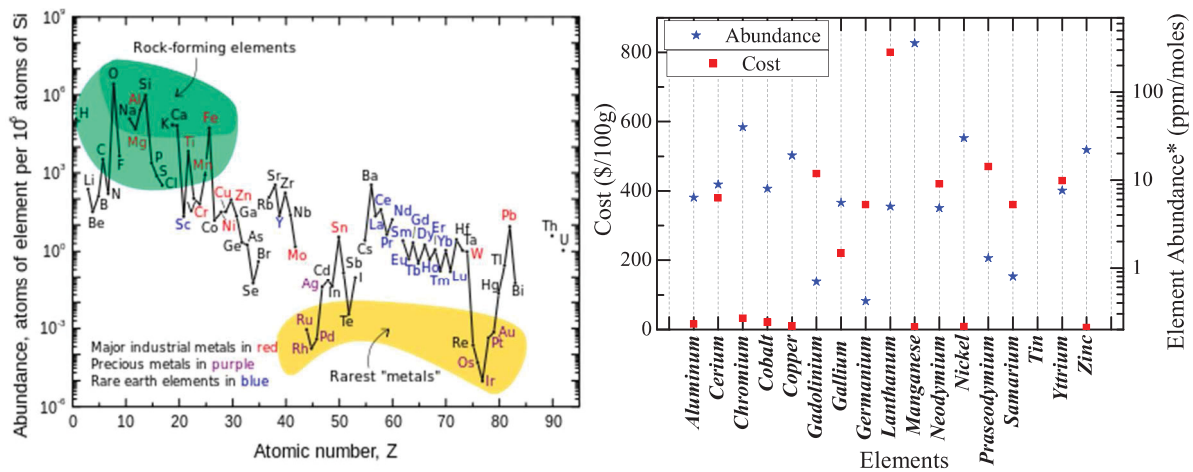 Abundance, atoms of element per 10⁶ atoms of Si
10⁹
10⁶
10³
10⁰
10⁻³
10⁻⁶
Rock-forming elements
H
Li
Be
B
C
N
O
F
Na
Mg
Al
Si
P
S
Cl
K
Ca
Sc
Ti
Cr
Mn
Fe
Co
Ni
Cu
Zn
Ga
Ge
As
Se
Br
Rb
Sr
Y
Zr
Nb
Mo
Ru
Rh
Pd
Ag
Cd
In
Sn
Sb
Te
I
Cs
Ba
La
Ce
Pr
Nd
Sm
Eu
Gd
Tb
Dy
Ho
Er
Tm
Yb
Lu
Hf
Ta
W
Re
Os
Ir
Pt
Au
Hg
Tl
Pb
Bi
Th
U
Major industrial metals in red
Precious metals in purple
Rare earth elements in blue
Rarest "metals"
0 10 20 30 40 50 60 70 80 90
Atomic number, Z
Abundance
Cost
Cost ($/100g)
800
600
400
200
0
Element Abundance* (ppm/moles)
100
10
1
Aluminum
Cerium
Chromium
Cobalt
Copper
Gadolinium
Gallium
Germanium
Lanthanum
Manganese
Neodymium
Nickel
Praseodymium
Samarium
Tin
Yttrium
Zinc
Elements